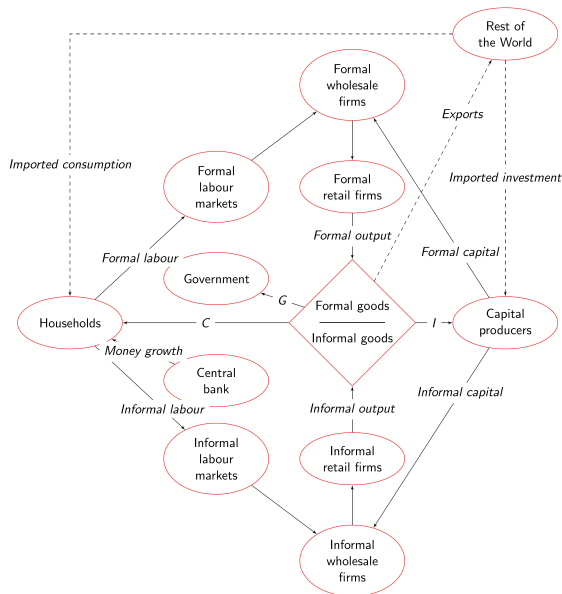 Rest of
the World
Formal
wholesale
firms
Exports
Imported consumption
Formal
labour
markets
Formal
retail firms
Imported investment
Formal output
Formal labour
Formal capital
Government
G
Formal goods
Informal goods
Households
C
I
Capital
producers
Money growth
Central
bank
Informal capital
Informal labour
Informal output
Informal
labour
markets
Informal
retail firms
Informal
wholesale
firms